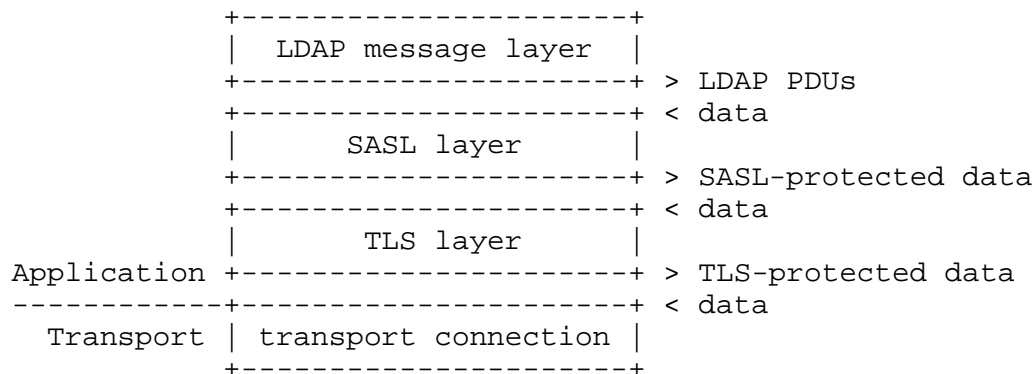 +----------------------+
               |  LDAP message layer  |
               +----------------------+ > LDAP PDUs
               +----------------------+ < data
               |      SASL layer      |
               +----------------------+ > SASL-protected data
               +----------------------+ < data
               |       TLS layer      |
   Application +----------------------+ > TLS-protected data
   ------------+----------------------+ < data
     Transport | transport connection |
               +----------------------+